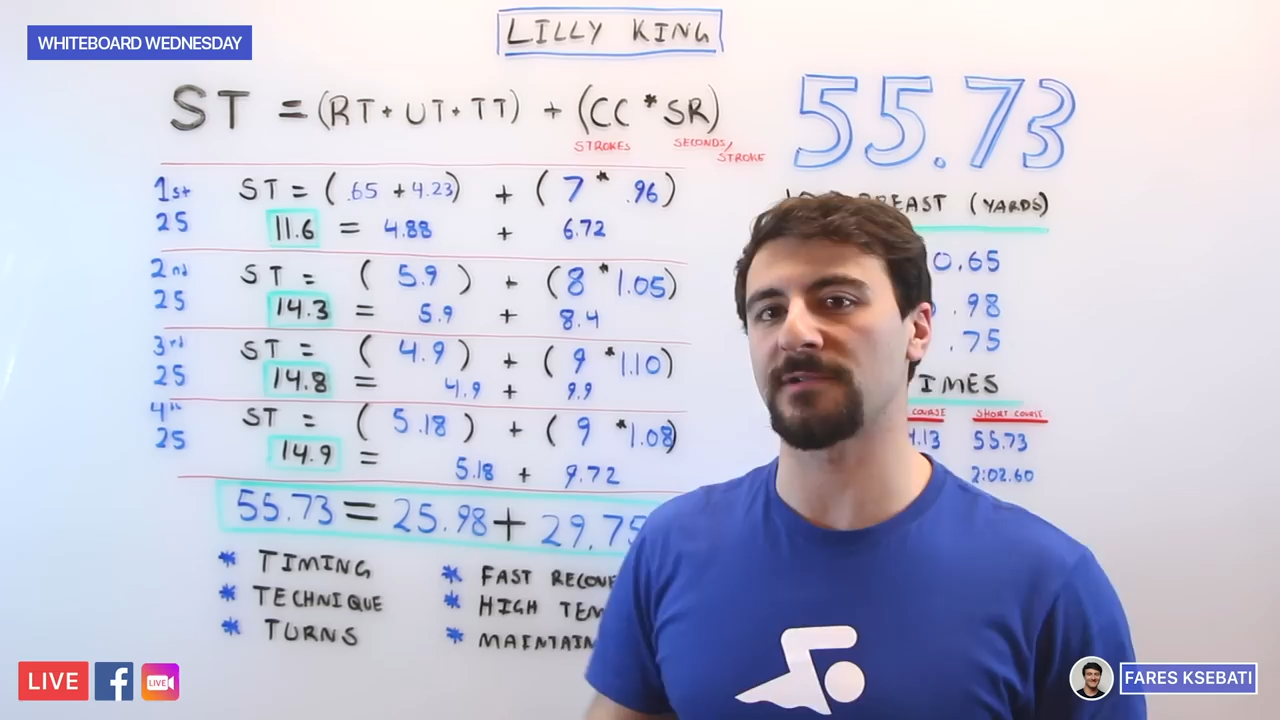 WHITEBOARD WEDNESDAY
LILLY KING
ST = (RT + UT + TT) + (CC * SR)
STROKES SECONDS/STROKE
55.73
BREAST (YARDS)
1st 25 ST = (.65 + 4.23) + (7 * .96)
11.6 = 4.88 + 6.72
2nd 25 ST = (5.9) + (8 * 1.05)
14.3 = 5.9 + 8.4
3rd 25 ST = (4.9) + (9 * 1.10)
14.8 = 4.9 + 9.9
4th 25 ST = (5.18) + (9 * 1.08)
14.9 = 5.18 + 9.72
55.73 = 25.98 + 29.75
* TIMING
* TECHNIQUE
* TURNS
* FAST
* HIGH
* MAINTAIN
0.65
.98
.75
COURSE SHORT COURSE
.13 55.73
2:02.60
LIVE f LIVE
FARES KSEBATI